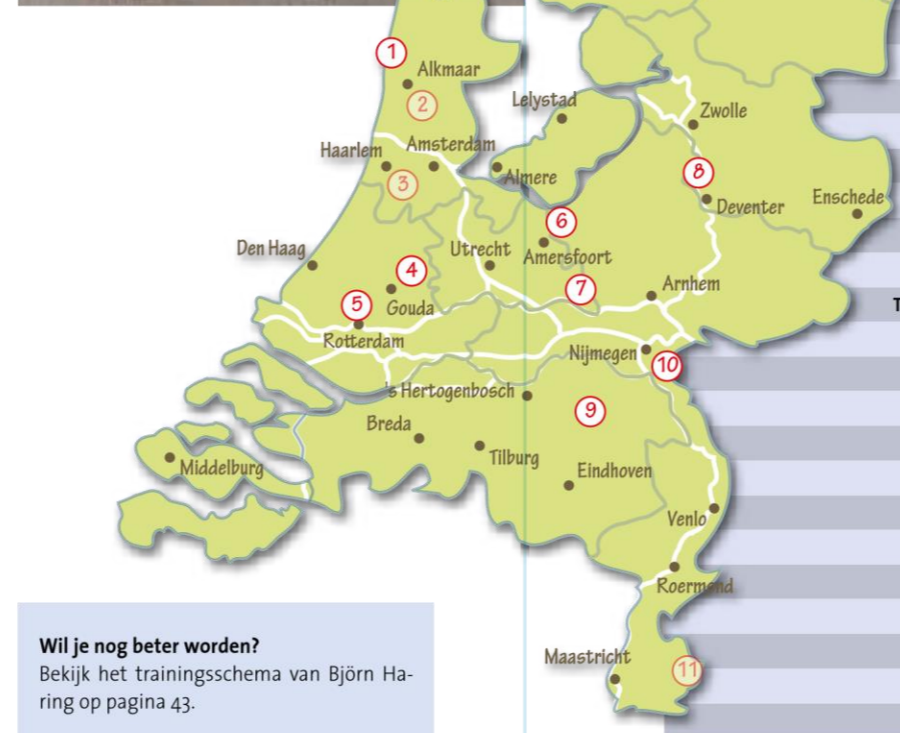 1
Alkmaar
2
Lelystad
Zwolle
Haarlem
Amsterdam
3
Almere
8
Deventer
Enschede
6
Den Haag
Utrecht
Amersfoort
4
Gouda
7
Arnhem
5
Rotterdam
Nijmegen
10
's Hertogenbosch
9
Breda
Tilburg
Eindhoven
Middelburg
Venlo
Roermond
Maastricht
11
T
Wil je nog beter worden?
Bekijk het trainingsschema van Björn Ha-
ring op pagina 43.